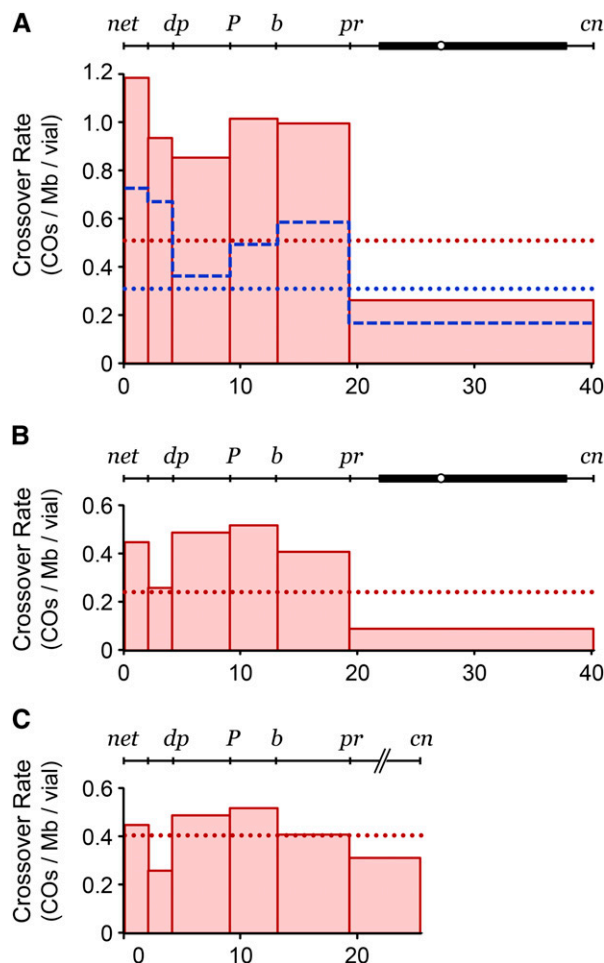 A
net dp P b pr cn
Crossover Rate
(COs / Mb / vial)
1.2
1.0
0.8
0.6
0.4
0.2
0
0 10 20 30 40
B
net dp P b pr cn
Crossover Rate
(COs / Mb / vial)
0.6
0.4
0.2
0
0 10 20 30 40
C
net dp P b pr cn
Crossover Rate
(COs / Mb / vial)
0.6
0.4
0.2
0
0 10 20